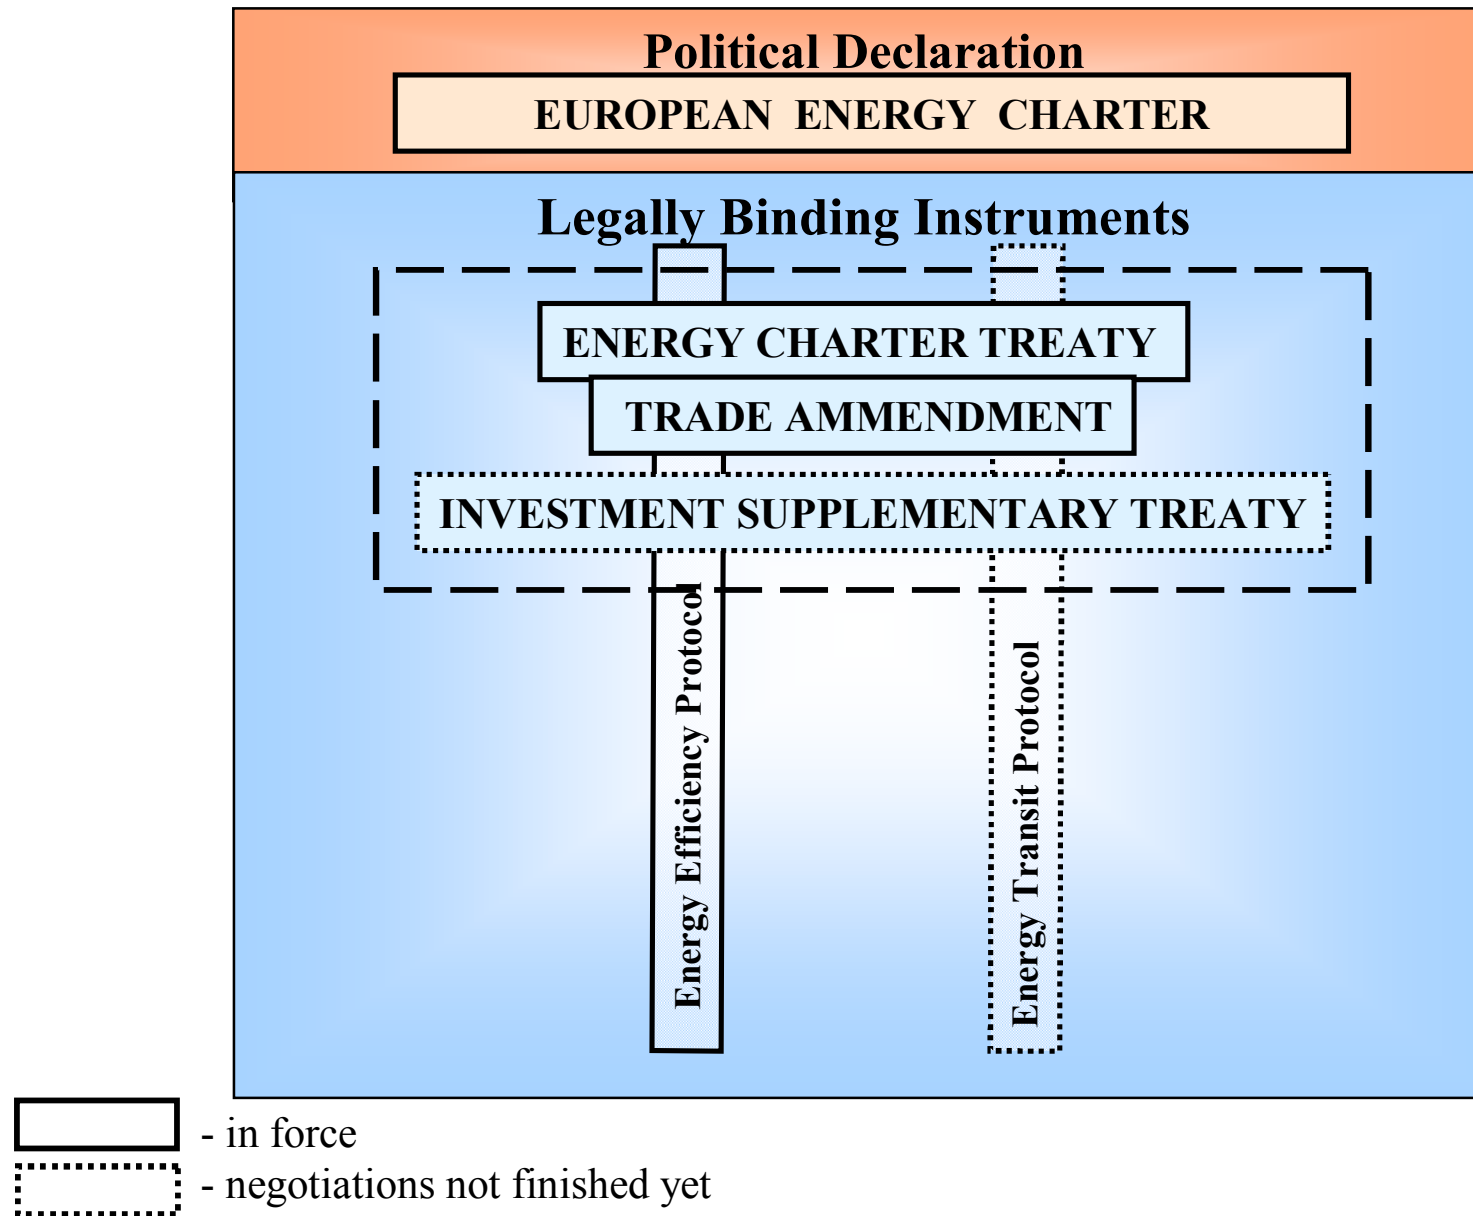 Political Declaration
EUROPEAN ENERGY CHARTER
Legally Binding Instruments
ENERGY CHARTER TREATY
TRADE AMMENDMENT
INVESTMENT SUPPLEMENTARY TREATY
Energy Efficiency Protocol
Energy Transit Protocol
- in force
- negotiations not finished yet